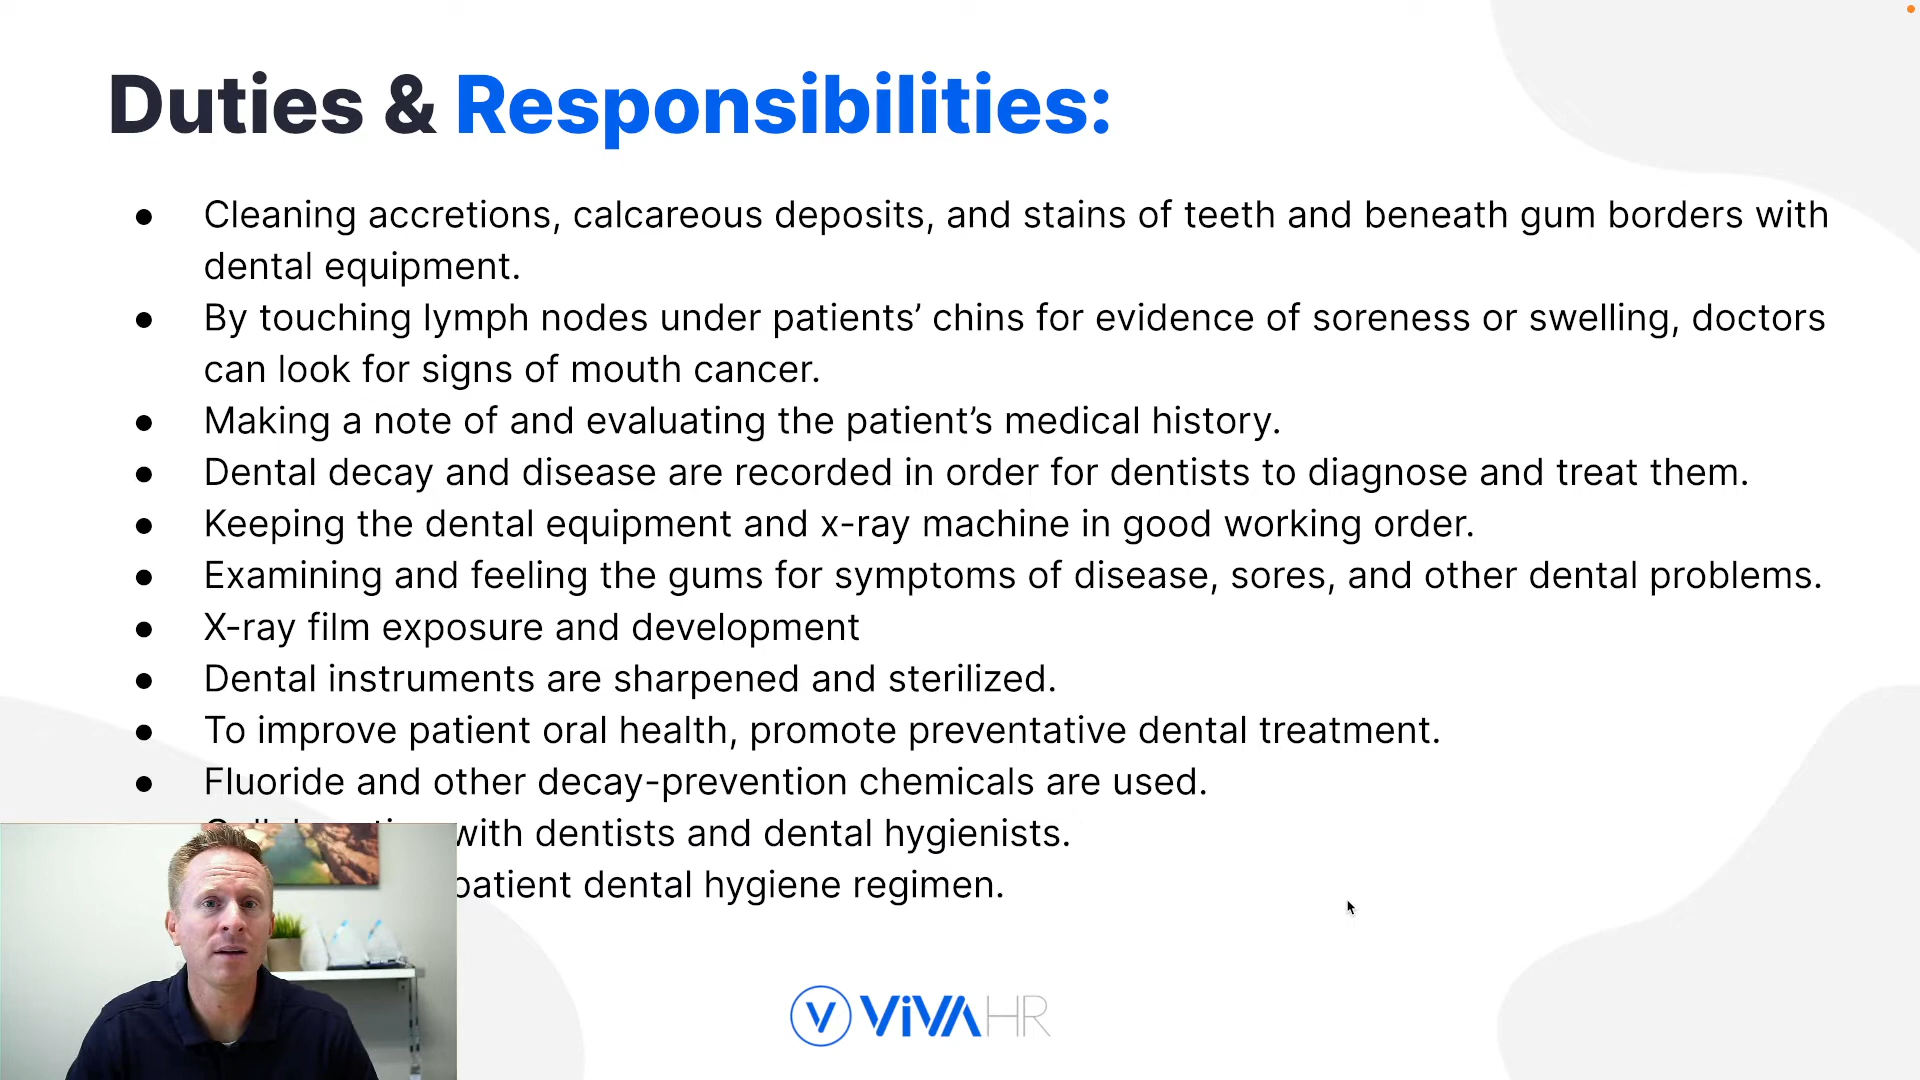 Duties & Responsibilities:
● Cleaning accretions, calcareous deposits, and stains of teeth and beneath gum borders with
dental equipment.
● By touching lymph nodes under patients’ chins for evidence of soreness or swelling, doctors
can look for signs of mouth cancer.
● Making a note of and evaluating the patient’s medical history.
● Dental decay and disease are recorded in order for dentists to diagnose and treat them.
● Keeping the dental equipment and x-ray machine in good working order.
● Examining and feeling the gums for symptoms of disease, sores, and other dental problems.
● X-ray film exposure and development
● Dental instruments are sharpened and sterilized.
● To improve patient oral health, promote preventative dental treatment.
● Fluoride and other decay-prevention chemicals are used.
with dentists and dental hygienists.
patient dental hygiene regimen.
V ViVAHR